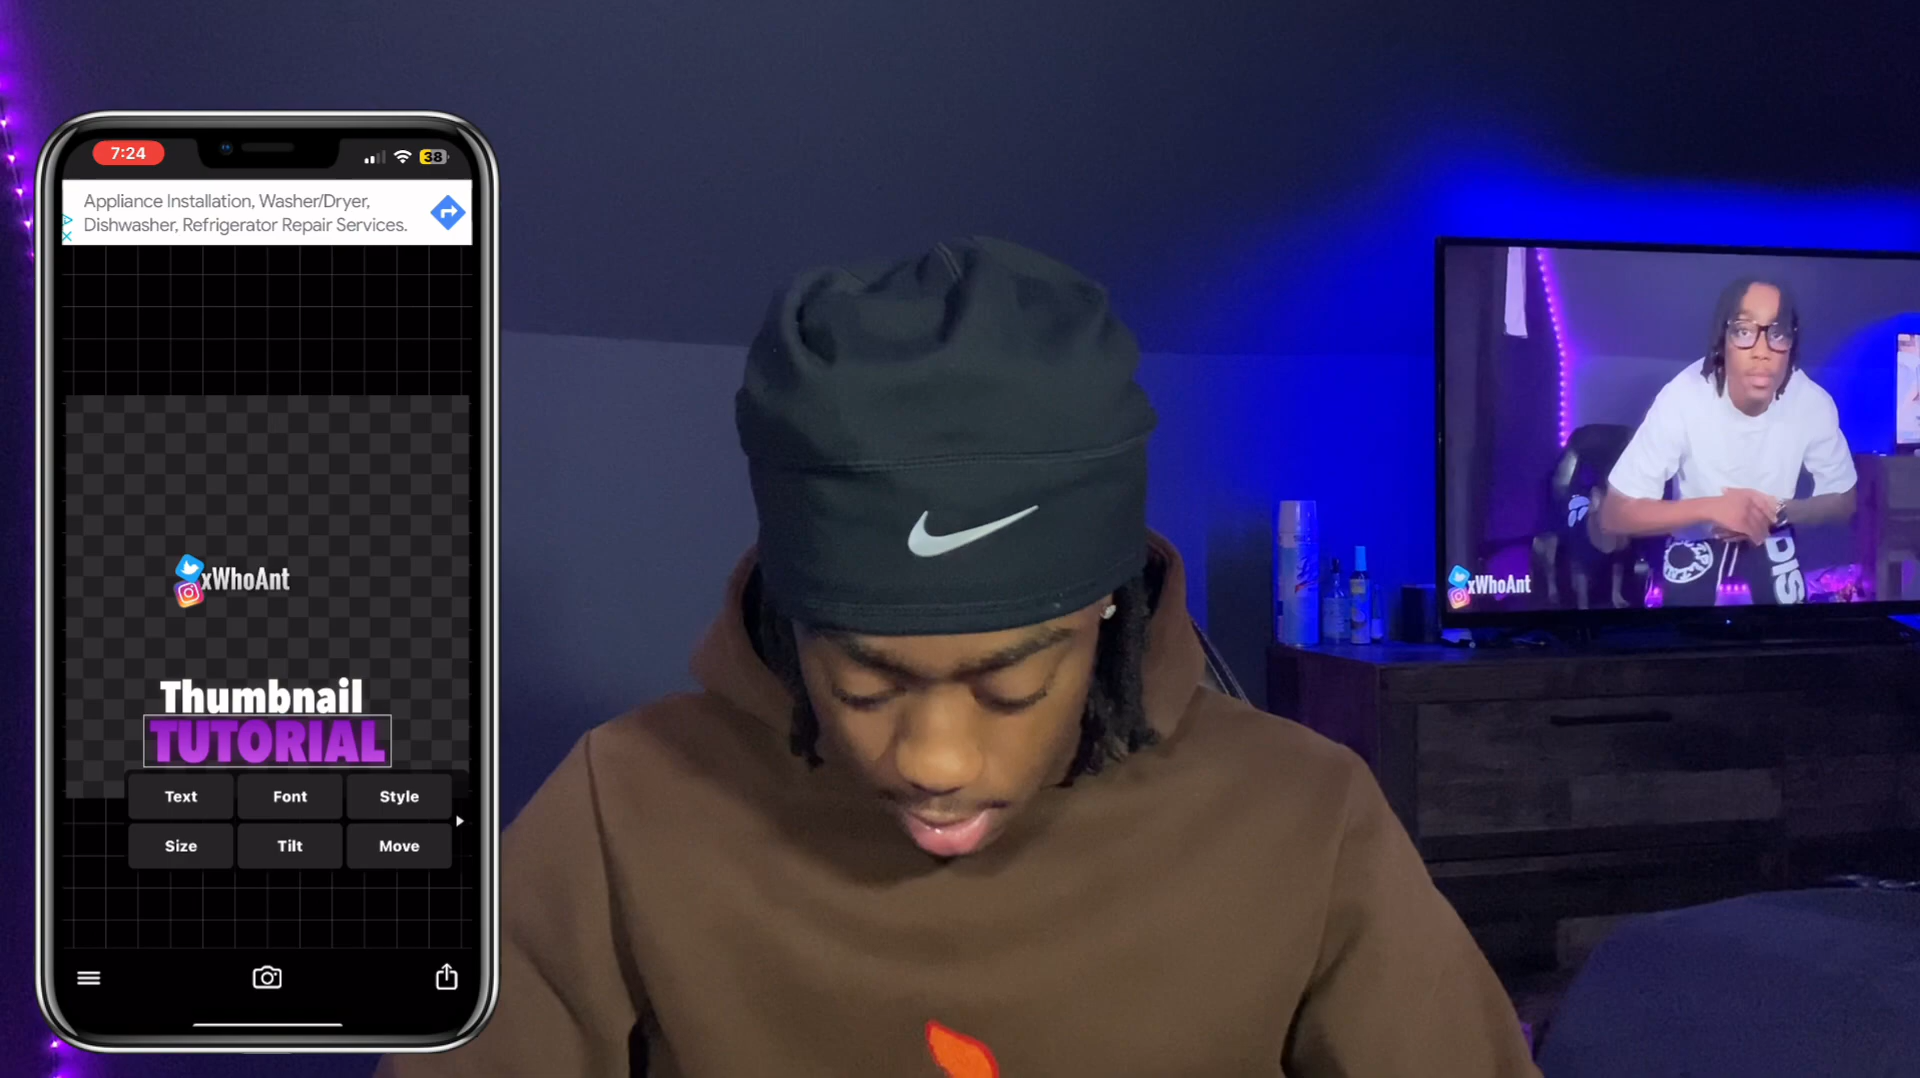 7:24
38
Appliance Installation, Washer/Dryer,
Dishwasher, Refrigerator Repair Services.
xWhoAnt
Thumbnail
TUTORIAL
Text
Font
Style
Size
Tilt
Move
xWhoAnt
DIS